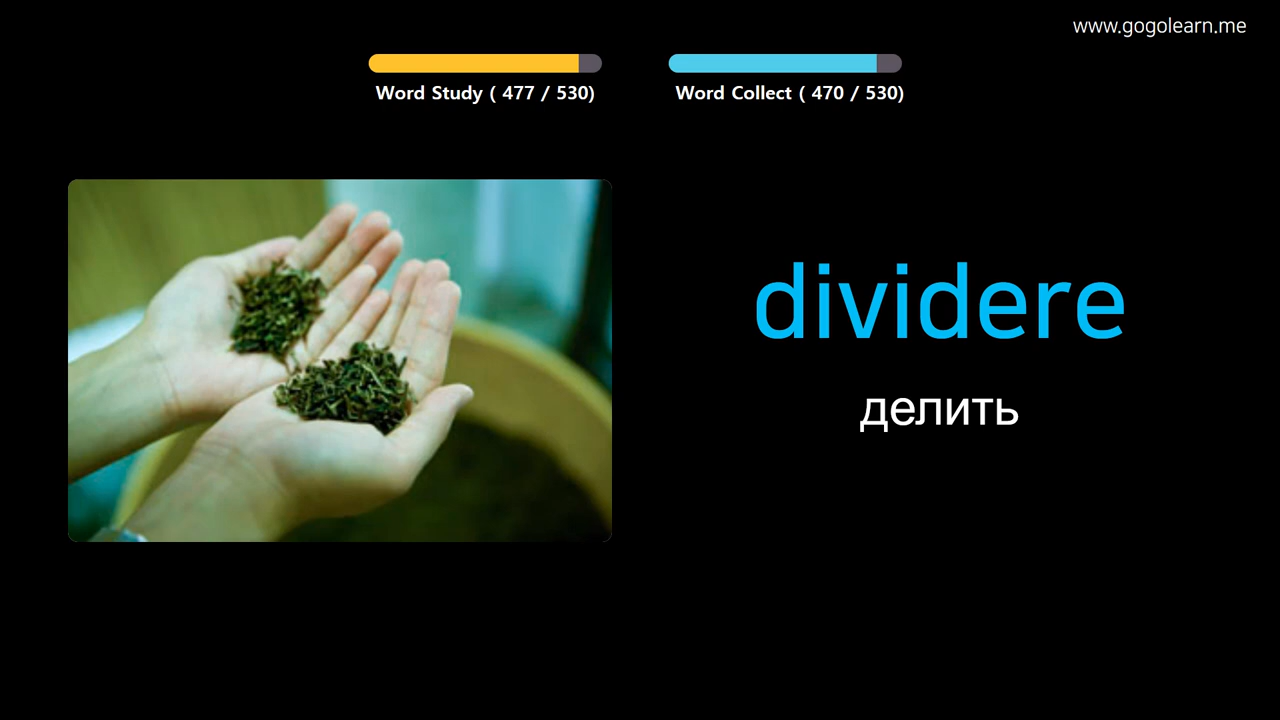 www.gogolearn.me
Word Study ( 477 / 530)
Word Collect ( 470 / 530)
dividere
делить